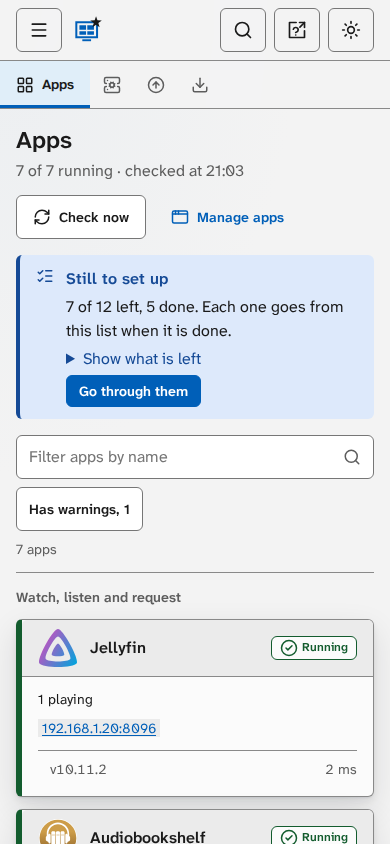 Apps
Apps
7 of 7 running · checked at 21:03
Check now
Manage apps
Still to set up
7 of 12 left, 5 done. Each one goes from
this list when it is done.
Show what is left
Go through them
Filter apps by name
Has warnings, 1
7 apps
Watch, listen and request
Jellyfin
Running
1 playing
192.168.1.20:8096
v10.11.2
2 ms
Audiobookshelf
Running